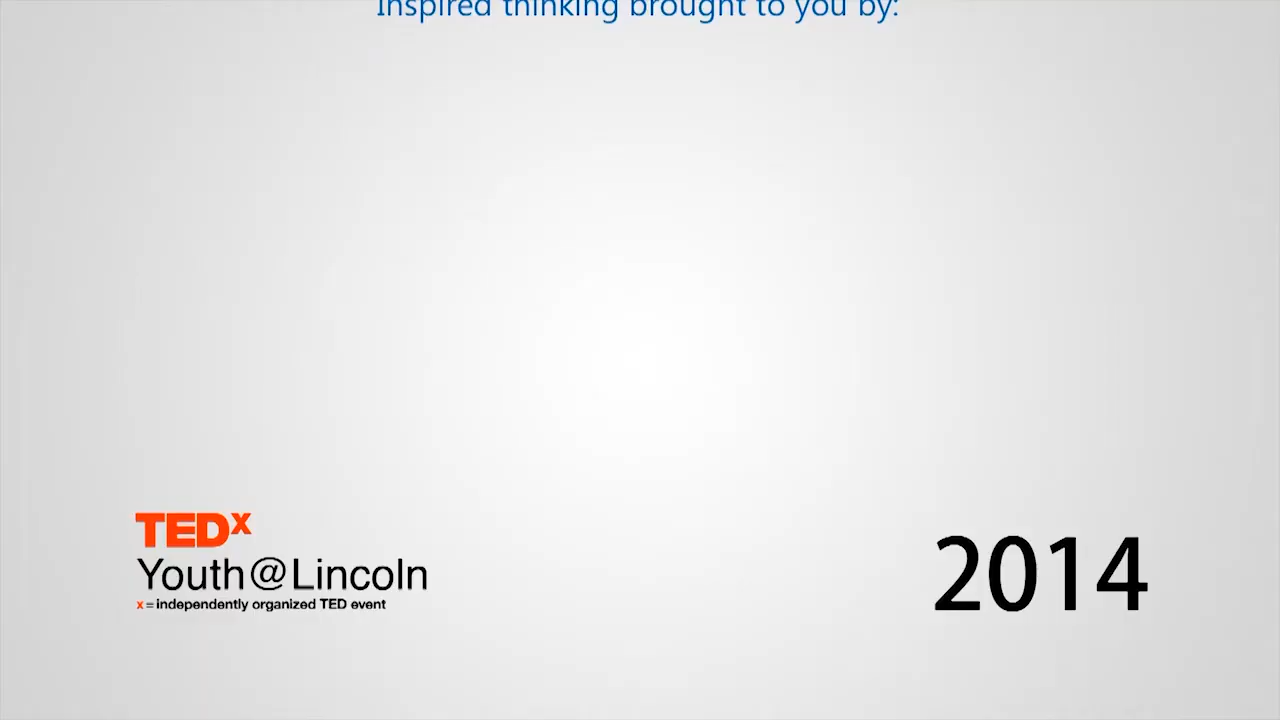 Inspired thinking brought to you by:
TEDx
Youth@Lincoln
x = independently organized TED event
2014